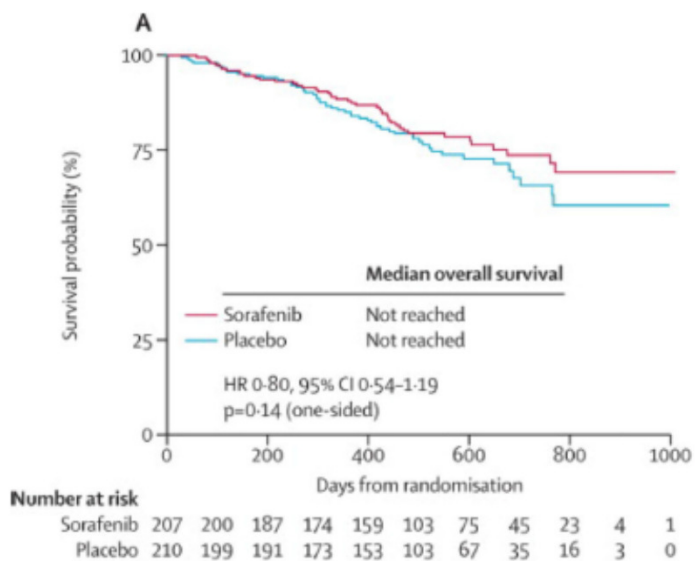 A
100
75
50
25
0
Survival probability (%)
Median overall survival
Sorafenib Not reached
Placebo Not reached
HR 0·80, 95% CI 0·54–1·19
p=0·14 (one-sided)
0 200 400 600 800 1000
Days from randomisation
Number at risk
Sorafenib 207 200 187 174 159 103 75 45 23 4 1
Placebo 210 199 191 173 153 103 67 35 16 3 0